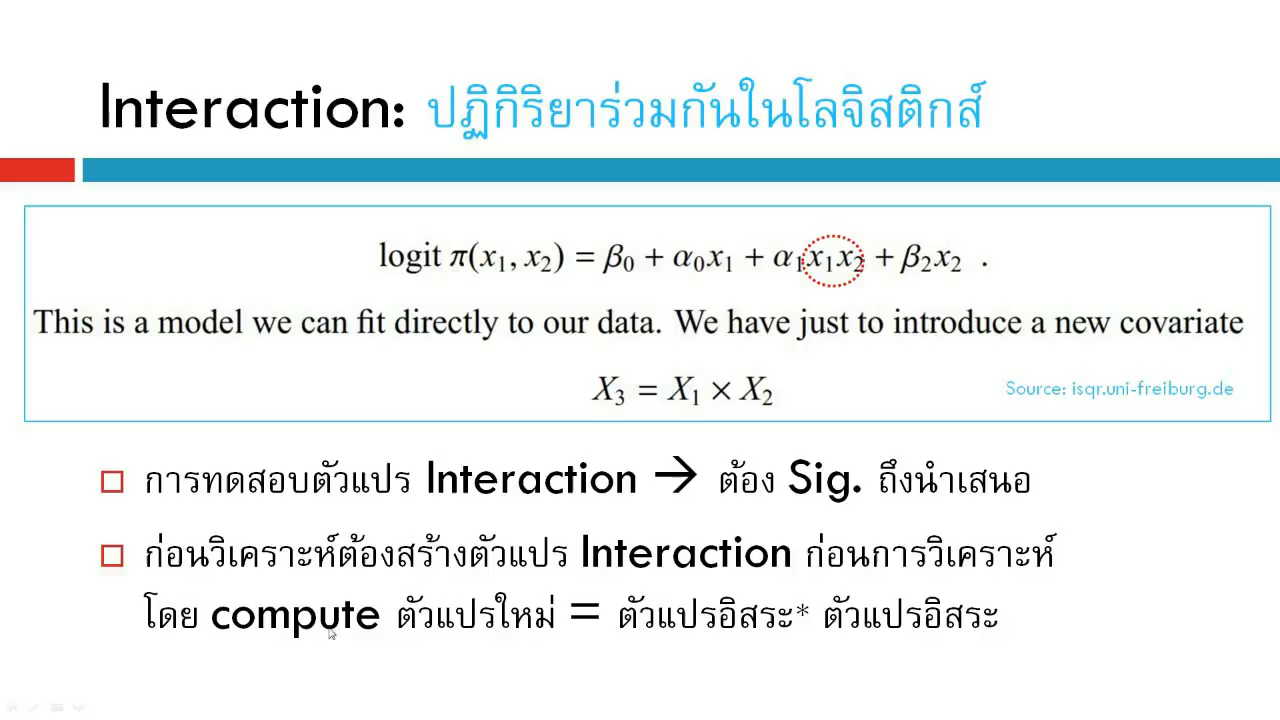 Interaction: ปฏิกิริยาร่วมกันในโลจิสติกส์
logit π(x₁, x₂) = β₀ + α₀x₁ + α₁x₁x₂ + β₂x₂ .
This is a model we can fit directly to our data. We have just to introduce a new covariate
X₃ = X₁ × X₂
Source: isqr.uni-freiburg.de
การทดสอบตัวแปร Interaction → ต้อง Sig. ถึงนำเสนอ
ก่อนวิเคราะห์ต้องสร้างตัวแปร Interaction ก่อนการวิเคราะห์
โดย compute ตัวแปรใหม่ = ตัวแปรอิสระ* ตัวแปรอิสระ